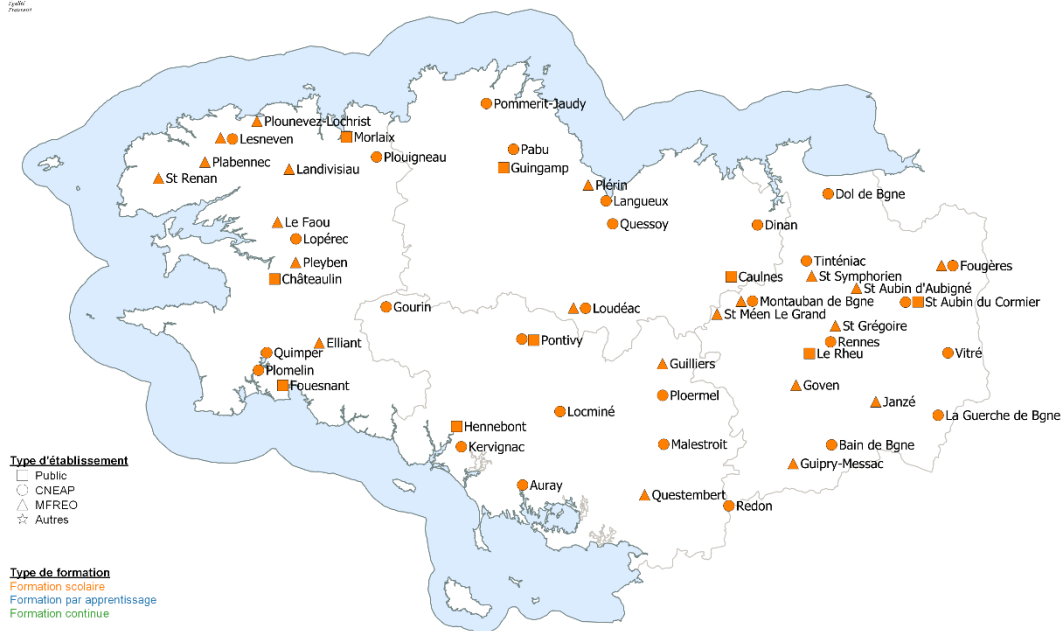 Pommerit-Jaudy
Plounevez-Lochrist
Morlaix
Lesneven
Pabu
Plouigneau
Plabennec
Landivisiau
Guingamp
St Renan
Plérin
Dol de Bgne
Langueux
Le Faou
Quessoy
Dinan
Lopérec
Pleyben
Tinténiac
Fougères
Châteaulin
Caulnes
St Symphorien
St Aubin d'Aubigné
Gourin
Loudéac
Montauban de Bgne
St Aubin du Cormier
St Méen Le Grand
St Grégoire
Elliant
Pontivy
Rennes
Quimper
Le Rheu
Vitré
Plomelin
Guilliers
Fouesnant
Goven
Ploermel
Janzé
Locminé
La Guerche de Bgne
Hennebont
Kervignac
Malestroit
Bain de Bgne
Guipry-Messac
Auray
Questembert
Redon
Type d'établissement
Public
CNEAP
MFREO
Autres
Type de formation
Formation scolaire
Formation par apprentissage
Formation continue